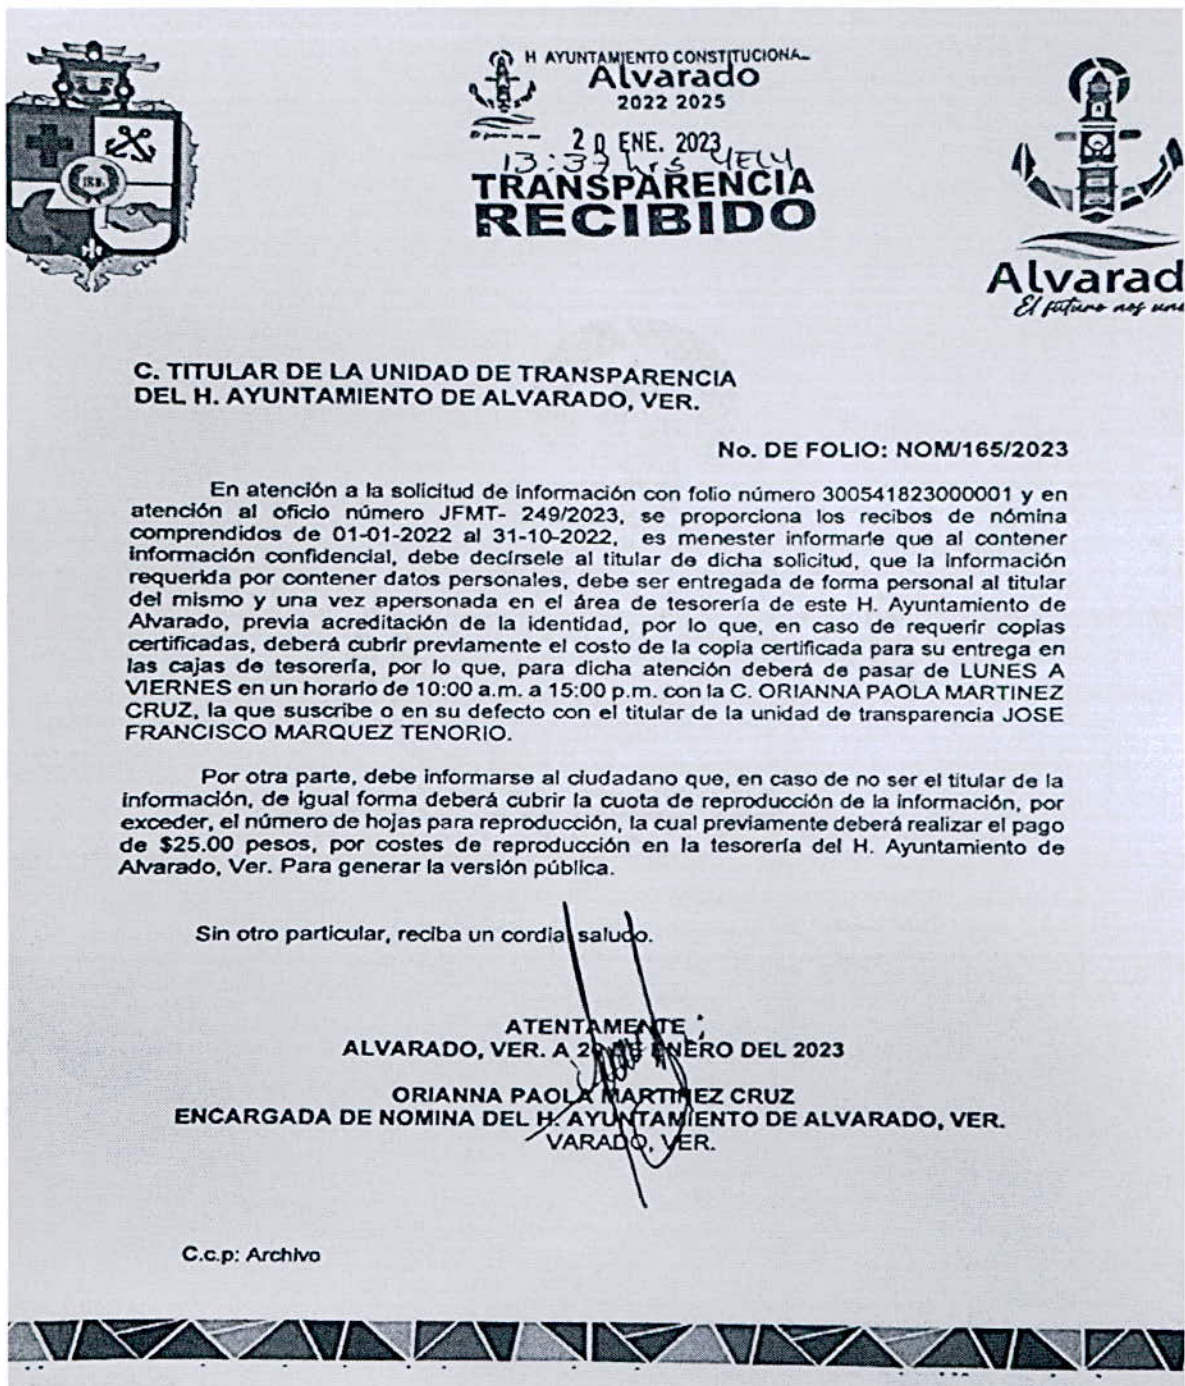 H AYUNTAMIENTO CONSTITUCIONAL
Alvarado
2022 2025
20 ENE. 2023
13:37 hrs YELY
TRANSPARENCIA
RECIBIDO
Alvarad
El futuro nos une
C. TITULAR DE LA UNIDAD DE TRANSPARENCIA
DEL H. AYUNTAMIENTO DE ALVARADO, VER.
No. DE FOLIO: NOM/165/2023
En atención a la solicitud de información con folio número 300541823000001 y en
atención al oficio número JFMT- 249/2023, se proporciona los recibos de nómina
comprendidos de 01-01-2022 al 31-10-2022, es menester informarle que al contener
información confidencial, debe decírsele al titular de dicha solicitud, que la información
requerida por contener datos personales, debe ser entregada de forma personal al titular
del mismo y una vez apersonada en el área de tesorería de este H. Ayuntamiento de
Alvarado, previa acreditación de la identidad, por lo que, en caso de requerir copias
certificadas, deberá cubrir previamente el costo de la copia certificada para su entrega en
las cajas de tesorería, por lo que, para dicha atención deberá de pasar de LUNES A
VIERNES en un horario de 10:00 a.m. a 15:00 p.m. con la C. ORIANNA PAOLA MARTINEZ
CRUZ, la que suscribe o en su defecto con el titular de la unidad de transparencia JOSE
FRANCISCO MARQUEZ TENORIO.
Por otra parte, debe informarse al ciudadano que, en caso de no ser el titular de la
información, de igual forma deberá cubrir la cuota de reproducción de la información, por
exceder, el número de hojas para reproducción, la cual previamente deberá realizar el pago
de $25.00 pesos, por costes de reproducción en la tesorería del H. Ayuntamiento de
Alvarado, Ver. Para generar la versión pública.
Sin otro particular, reciba un cordial saludo.
ATENTAMENTE;
ALVARADO, VER. A 20 DE ENERO DEL 2023
ORIANNA PAOLA MARTINEZ CRUZ
ENCARGADA DE NOMINA DEL H. AYUNTAMIENTO DE ALVARADO, VER.
VARADO, VER.
C.c.p: Archivo